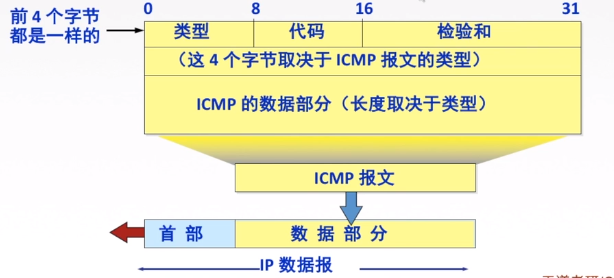 前 4 个字节
都是一样的
0 8 16 31
类型 代码 检验和
（这 4 个字节取决于 ICMP 报文的类型）
ICMP 的数据部分（长度取决于类型）
ICMP 报文
首 部 数 据 部 分
IP 数据报